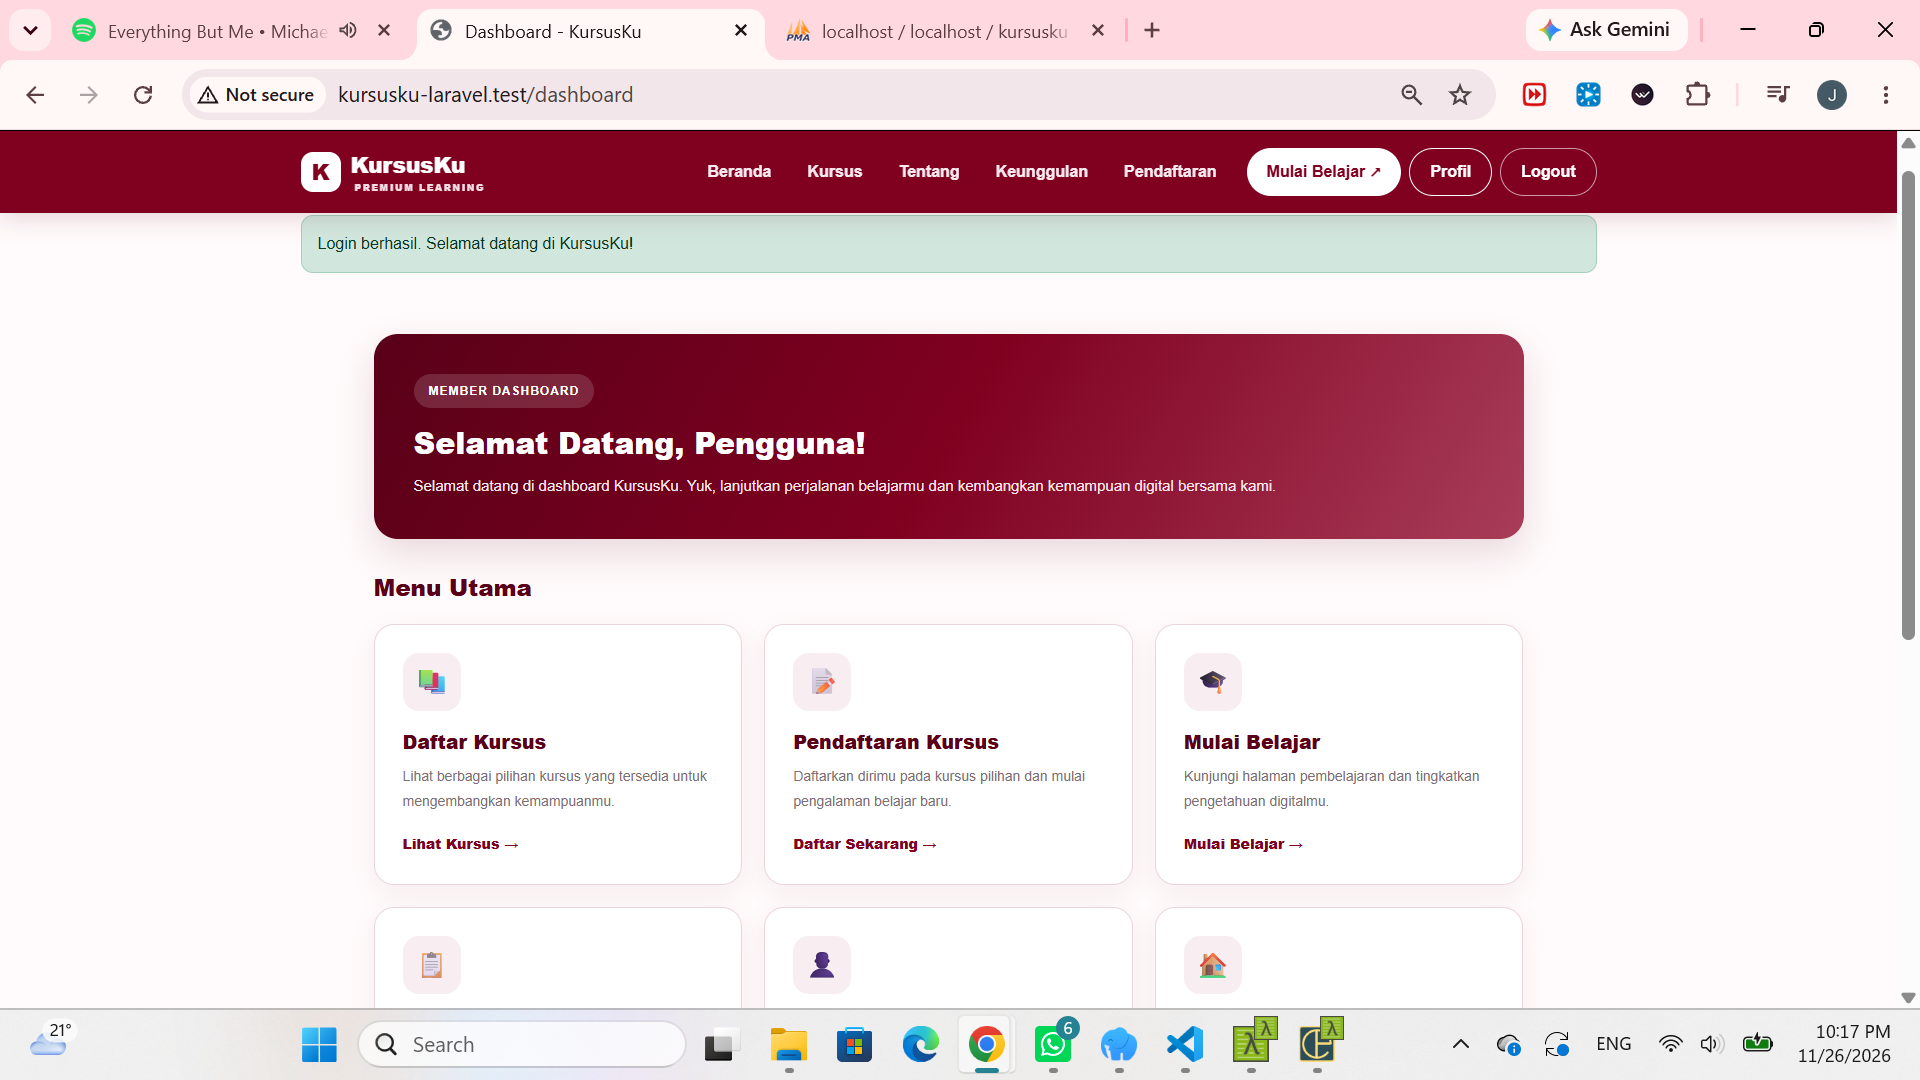 Everything But Me • Michae
Dashboard - KursusKu
localhost / localhost / kursusku
Ask Gemini
Not secure
kursusku-laravel.test/dashboard
J
K
KursusKu
PREMIUM LEARNING
Beranda
Kursus
Tentang
Keunggulan
Pendaftaran
Mulai Belajar ↗
Profil
Logout
Login berhasil. Selamat datang di KursusKu!
MEMBER DASHBOARD
Selamat Datang, Pengguna!
Selamat datang di dashboard KursusKu. Yuk, lanjutkan perjalanan belajarmu dan kembangkan kemampuan digital bersama kami.
Menu Utama
Daftar Kursus
Lihat berbagai pilihan kursus yang tersedia untuk
mengembangkan kemampuanmu.
Lihat Kursus →
Pendaftaran Kursus
Daftarkan dirimu pada kursus pilihan dan mulai
pengalaman belajar baru.
Daftar Sekarang →
Mulai Belajar
Kunjungi halaman pembelajaran dan tingkatkan
pengetahuan digitalmu.
Mulai Belajar →
21°
Search
6
ENG
10:17 PM
11/26/2026